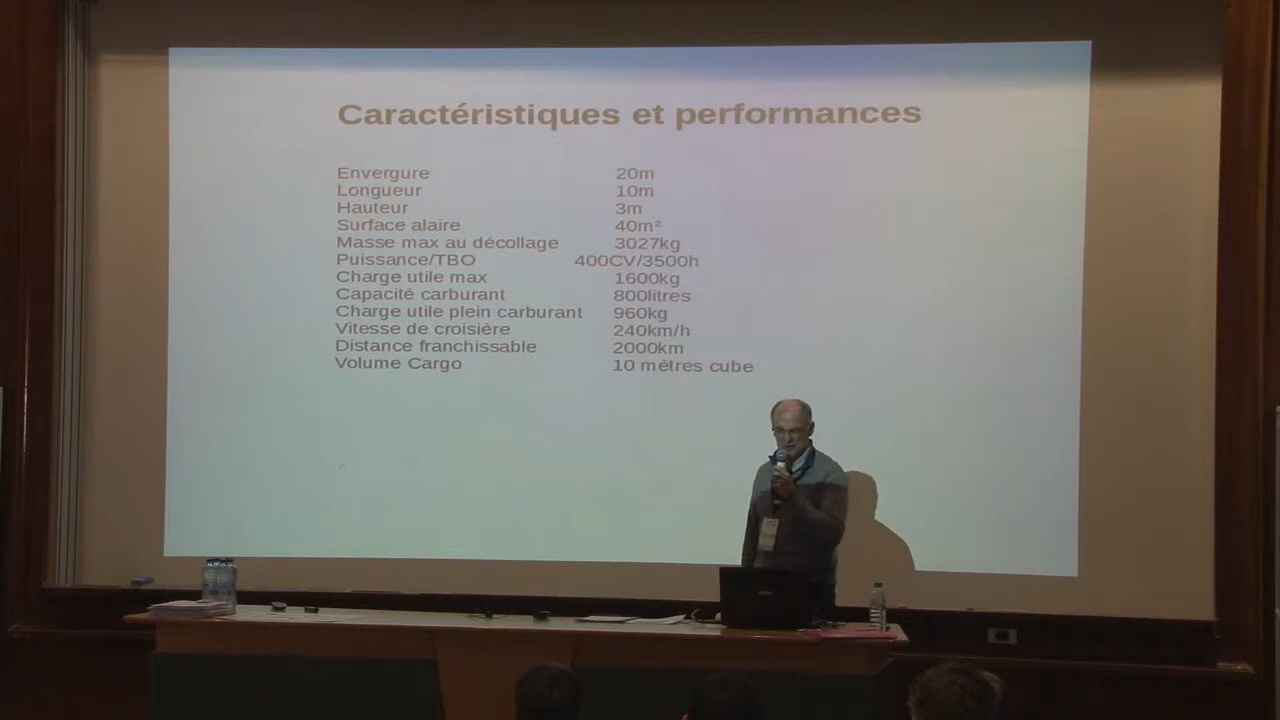 Caractéristiques et performances
Envergure 20m
Longueur 10m
Hauteur 3m
Surface alaire 40m²
Masse max au décollage 3027kg
Puissance/TBO 400CV/3500h
Charge utile max 1600kg
Capacité carburant 800litres
Charge utile plein carburant 960kg
Vitesse de croisière 240km/h
Distance franchissable 2000km
Volume Cargo 10 mètres cube